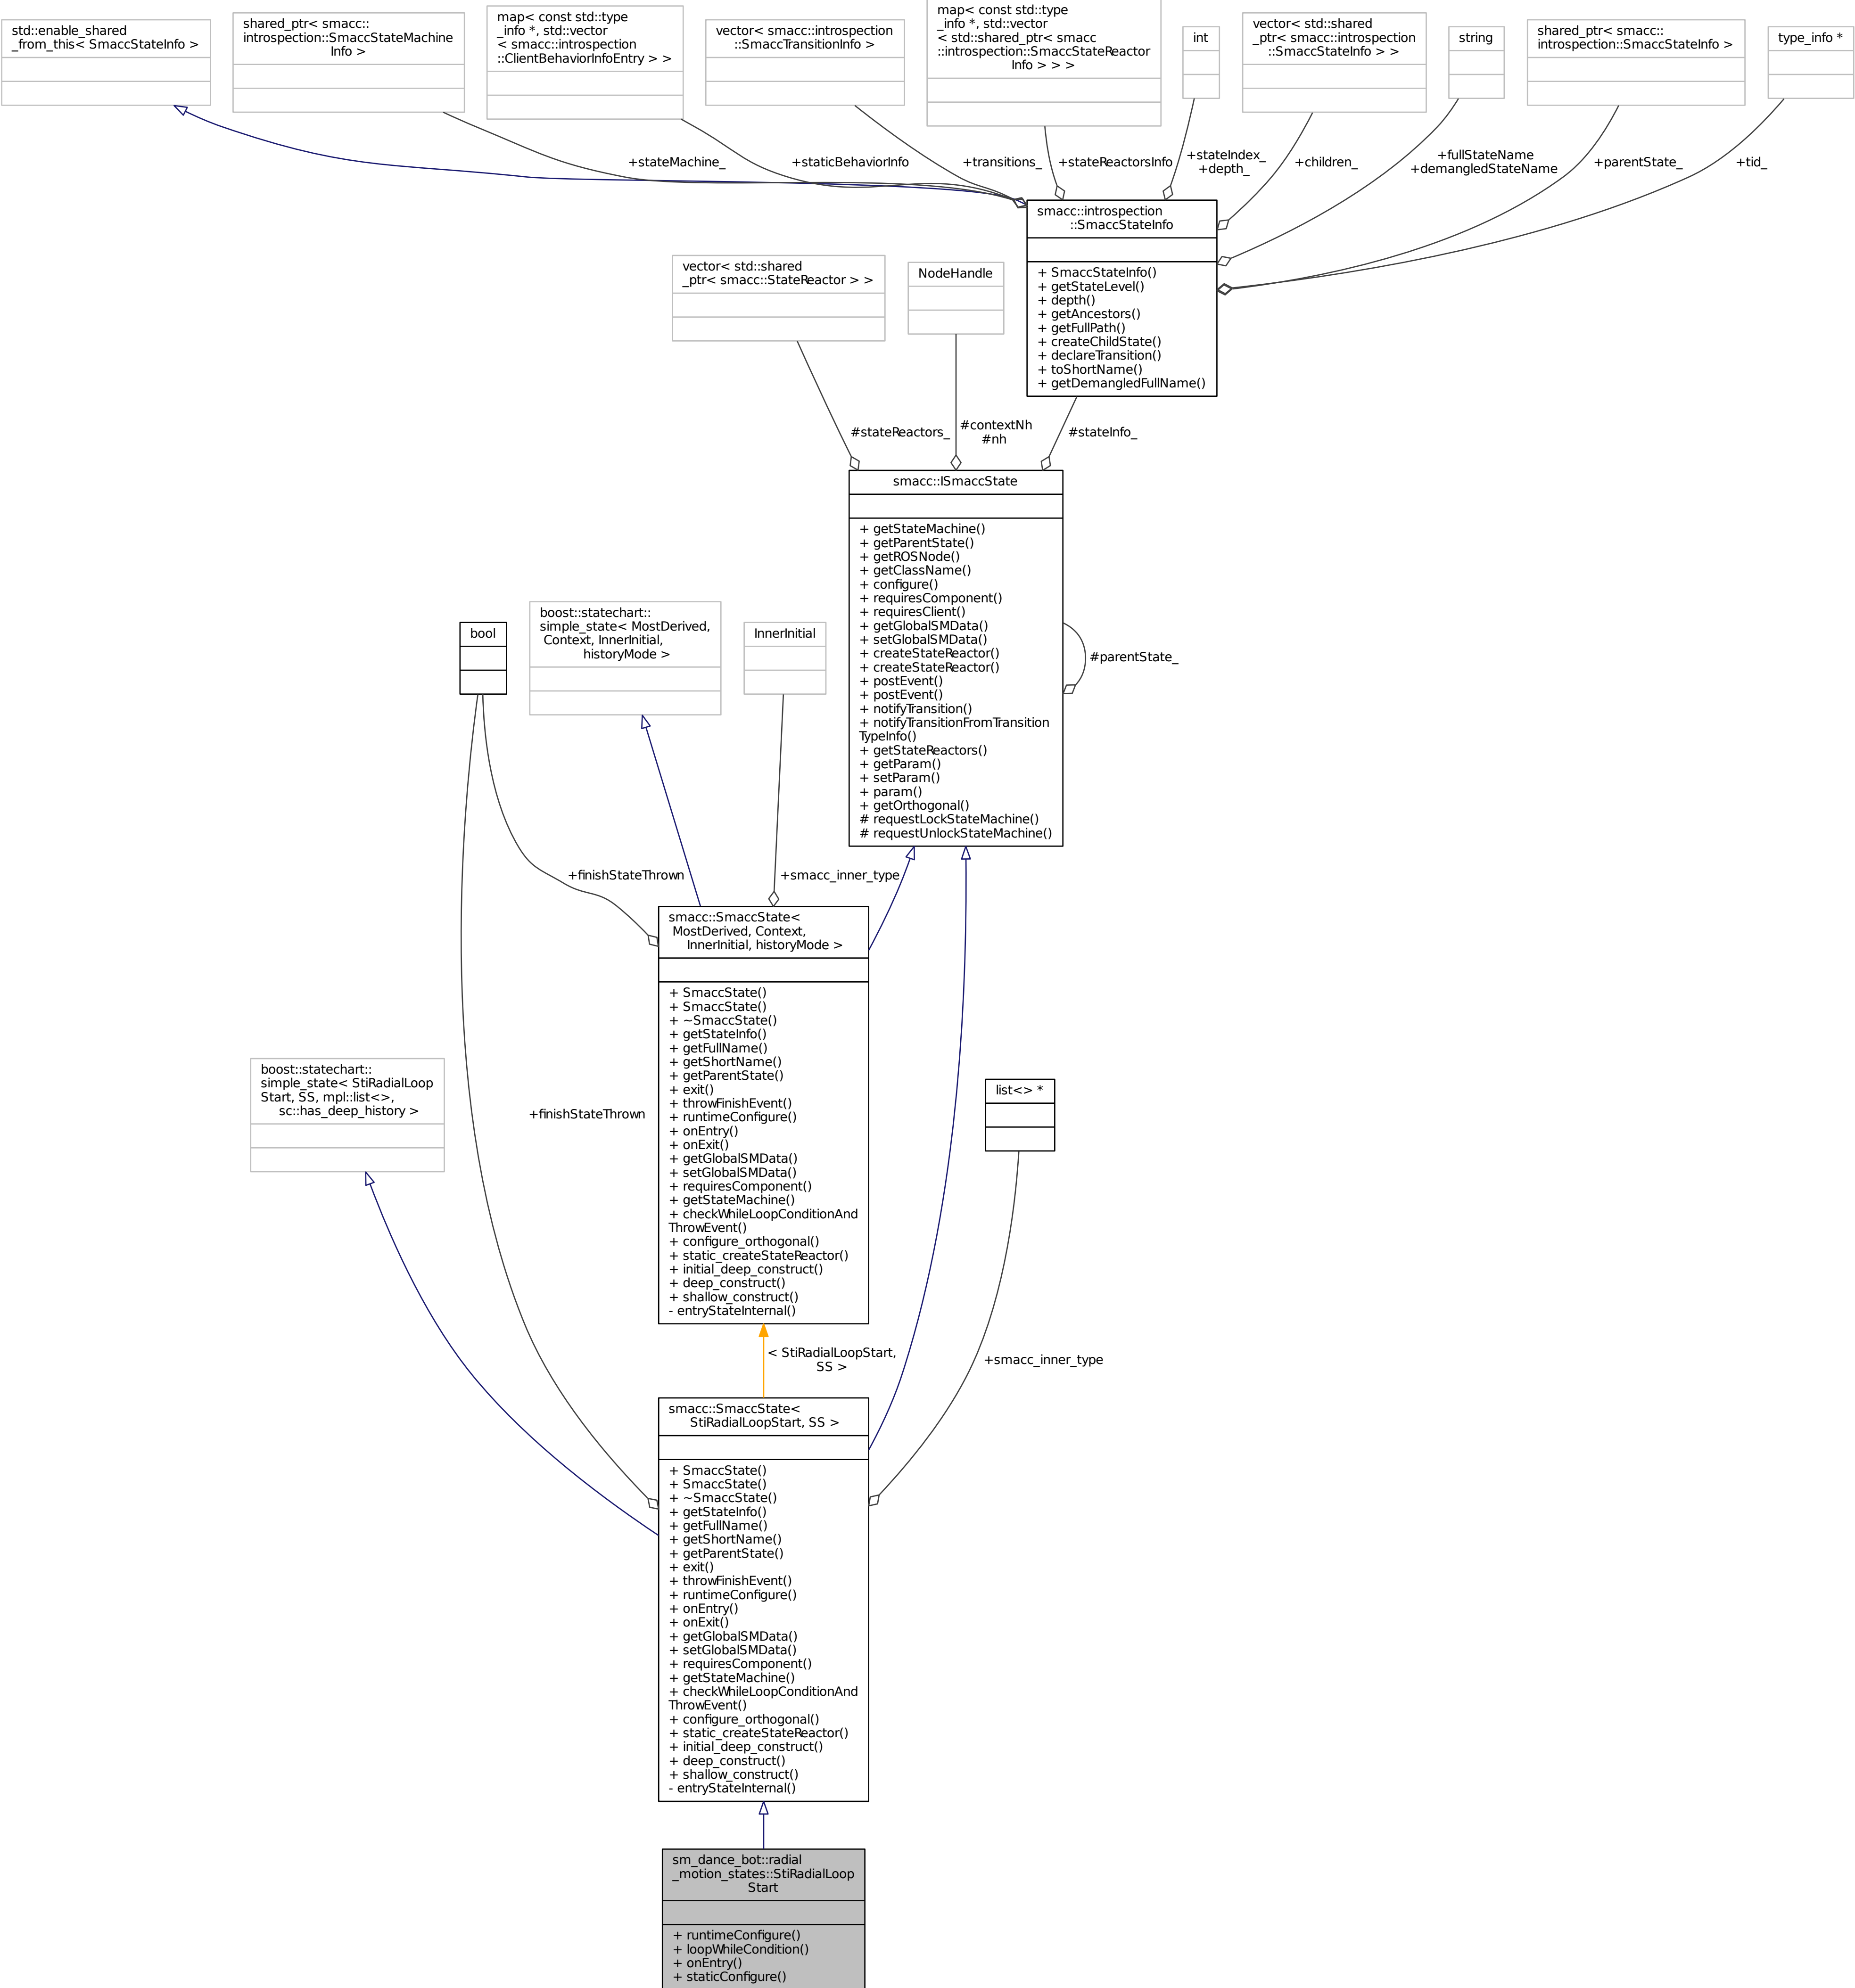 std::enable_shared
_from_this< SmaccStateInfo >
shared_ptr< smacc::
introspection::SmaccStateMachine
Info >
map< const std::type
_info *, std::vector
< smacc::introspection
::ClientBehaviorInfoEntry > >
vector< smacc::introspection
::SmaccTransitionInfo >
map< const std::type
_info *, std::vector
< std::shared_ptr< smacc
::introspection::SmaccStateReactor
Info > > >
int
vector< std::shared
_ptr< smacc::introspection
::SmaccStateInfo > >
string
shared_ptr< smacc::
introspection::SmaccStateInfo >
type_info *
+stateMachine_
+staticBehaviorInfo
+transitions_
+stateReactorsInfo
+stateIndex_
+depth_
+children_
+fullStateName
+demangledStateName
+parentState_
+tid_
smacc::introspection
::SmaccStateInfo
+ SmaccStateInfo()
+ getStateLevel()
+ depth()
+ getAncestors()
+ getFullPath()
+ createChildState()
+ declareTransition()
+ toShortName()
+ getDemangledFullName()
vector< std::shared
_ptr< smacc::StateReactor > >
NodeHandle
#stateReactors_
#contextNh
#nh
#stateInfo_
smacc::ISmaccState
+ getStateMachine()
+ getParentState()
+ getROSNode()
+ getClassName()
+ configure()
+ requiresComponent()
+ requiresClient()
+ getGlobalSMData()
+ setGlobalSMData()
+ createStateReactor()
+ createStateReactor()
+ postEvent()
+ postEvent()
+ notifyTransition()
+ notifyTransitionFromTransition
TypeInfo()
+ getStateReactors()
+ getParam()
+ setParam()
+ param()
+ getOrthogonal()
# requestLockStateMachine()
# requestUnlockStateMachine()
#parentState_
bool
boost::statechart::
simple_state< MostDerived,
Context, InnerInitial,
historyMode >
InnerInitial
+finishStateThrown
+smacc_inner_type
smacc::SmaccState<
MostDerived, Context,
InnerInitial, historyMode >
+ SmaccState()
+ SmaccState()
+ ~SmaccState()
+ getStateInfo()
+ getFullName()
+ getShortName()
+ getParentState()
+ exit()
+ throwFinishEvent()
+ runtimeConfigure()
+ onEntry()
+ onExit()
+ getGlobalSMData()
+ setGlobalSMData()
+ requiresComponent()
+ getStateMachine()
+ checkWhileLoopConditionAnd
ThrowEvent()
+ configure_orthogonal()
+ static_createStateReactor()
+ initial_deep_construct()
+ deep_construct()
+ shallow_construct()
- entryStateInternal()
boost::statechart::
simple_state< StiRadialLoop
Start, SS, mpl::list<>,
sc::has_deep_history >
+finishStateThrown
list<> *
< StiRadialLoopStart,
SS >
+smacc_inner_type
smacc::SmaccState<
StiRadialLoopStart, SS >
+ SmaccState()
+ SmaccState()
+ ~SmaccState()
+ getStateInfo()
+ getFullName()
+ getShortName()
+ getParentState()
+ exit()
+ throwFinishEvent()
+ runtimeConfigure()
+ onEntry()
+ onExit()
+ getGlobalSMData()
+ setGlobalSMData()
+ requiresComponent()
+ getStateMachine()
+ checkWhileLoopConditionAnd
ThrowEvent()
+ configure_orthogonal()
+ static_createStateReactor()
+ initial_deep_construct()
+ deep_construct()
+ shallow_construct()
- entryStateInternal()
sm_dance_bot::radial
_motion_states::StiRadialLoop
Start
+ runtimeConfigure()
+ loopWhileCondition()
+ onEntry()
+ staticConfigure()